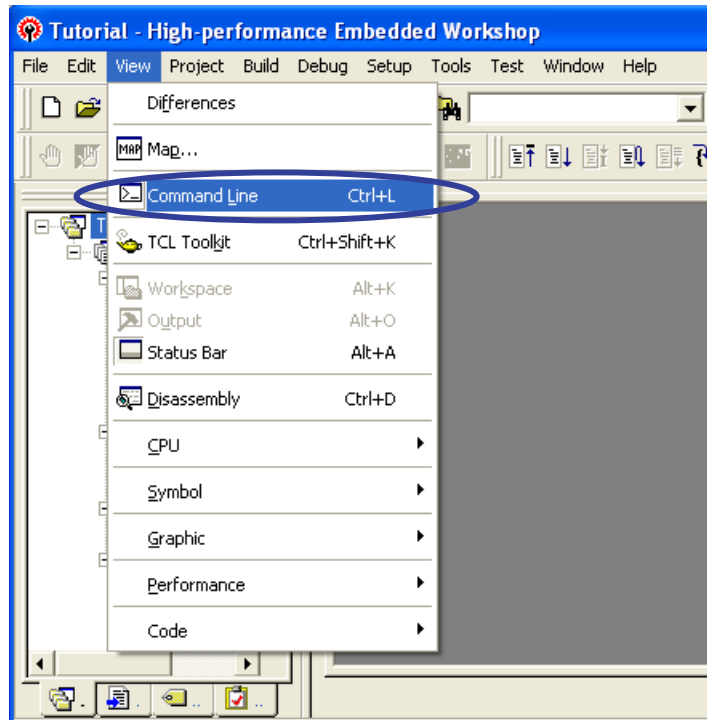 Tutorial - High-performance Embedded Workshop
File Edit View Project Build Debug Setup Tools Test Window Help
Differences
MAP Map...
Command Line Ctrl+L
T
TCL Toolkit Ctrl+Shift+K
Workspace Alt+K
Output Alt+O
Status Bar Alt+A
Disassembly Ctrl+D
CPU
Symbol
Graphic
Performance
Code